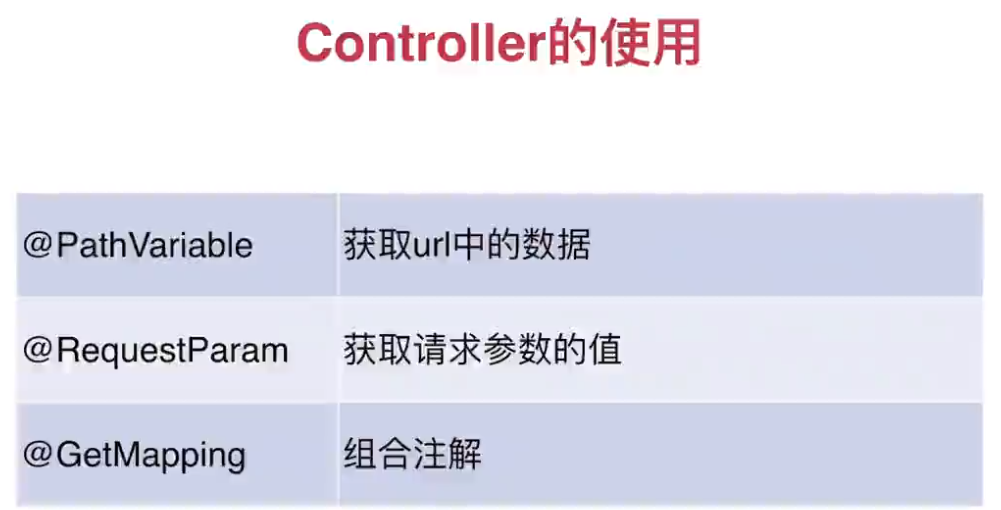 Controller的使用
@PathVariable 获取url中的数据
@RequestParam 获取请求参数的值
@GetMapping 组合注解